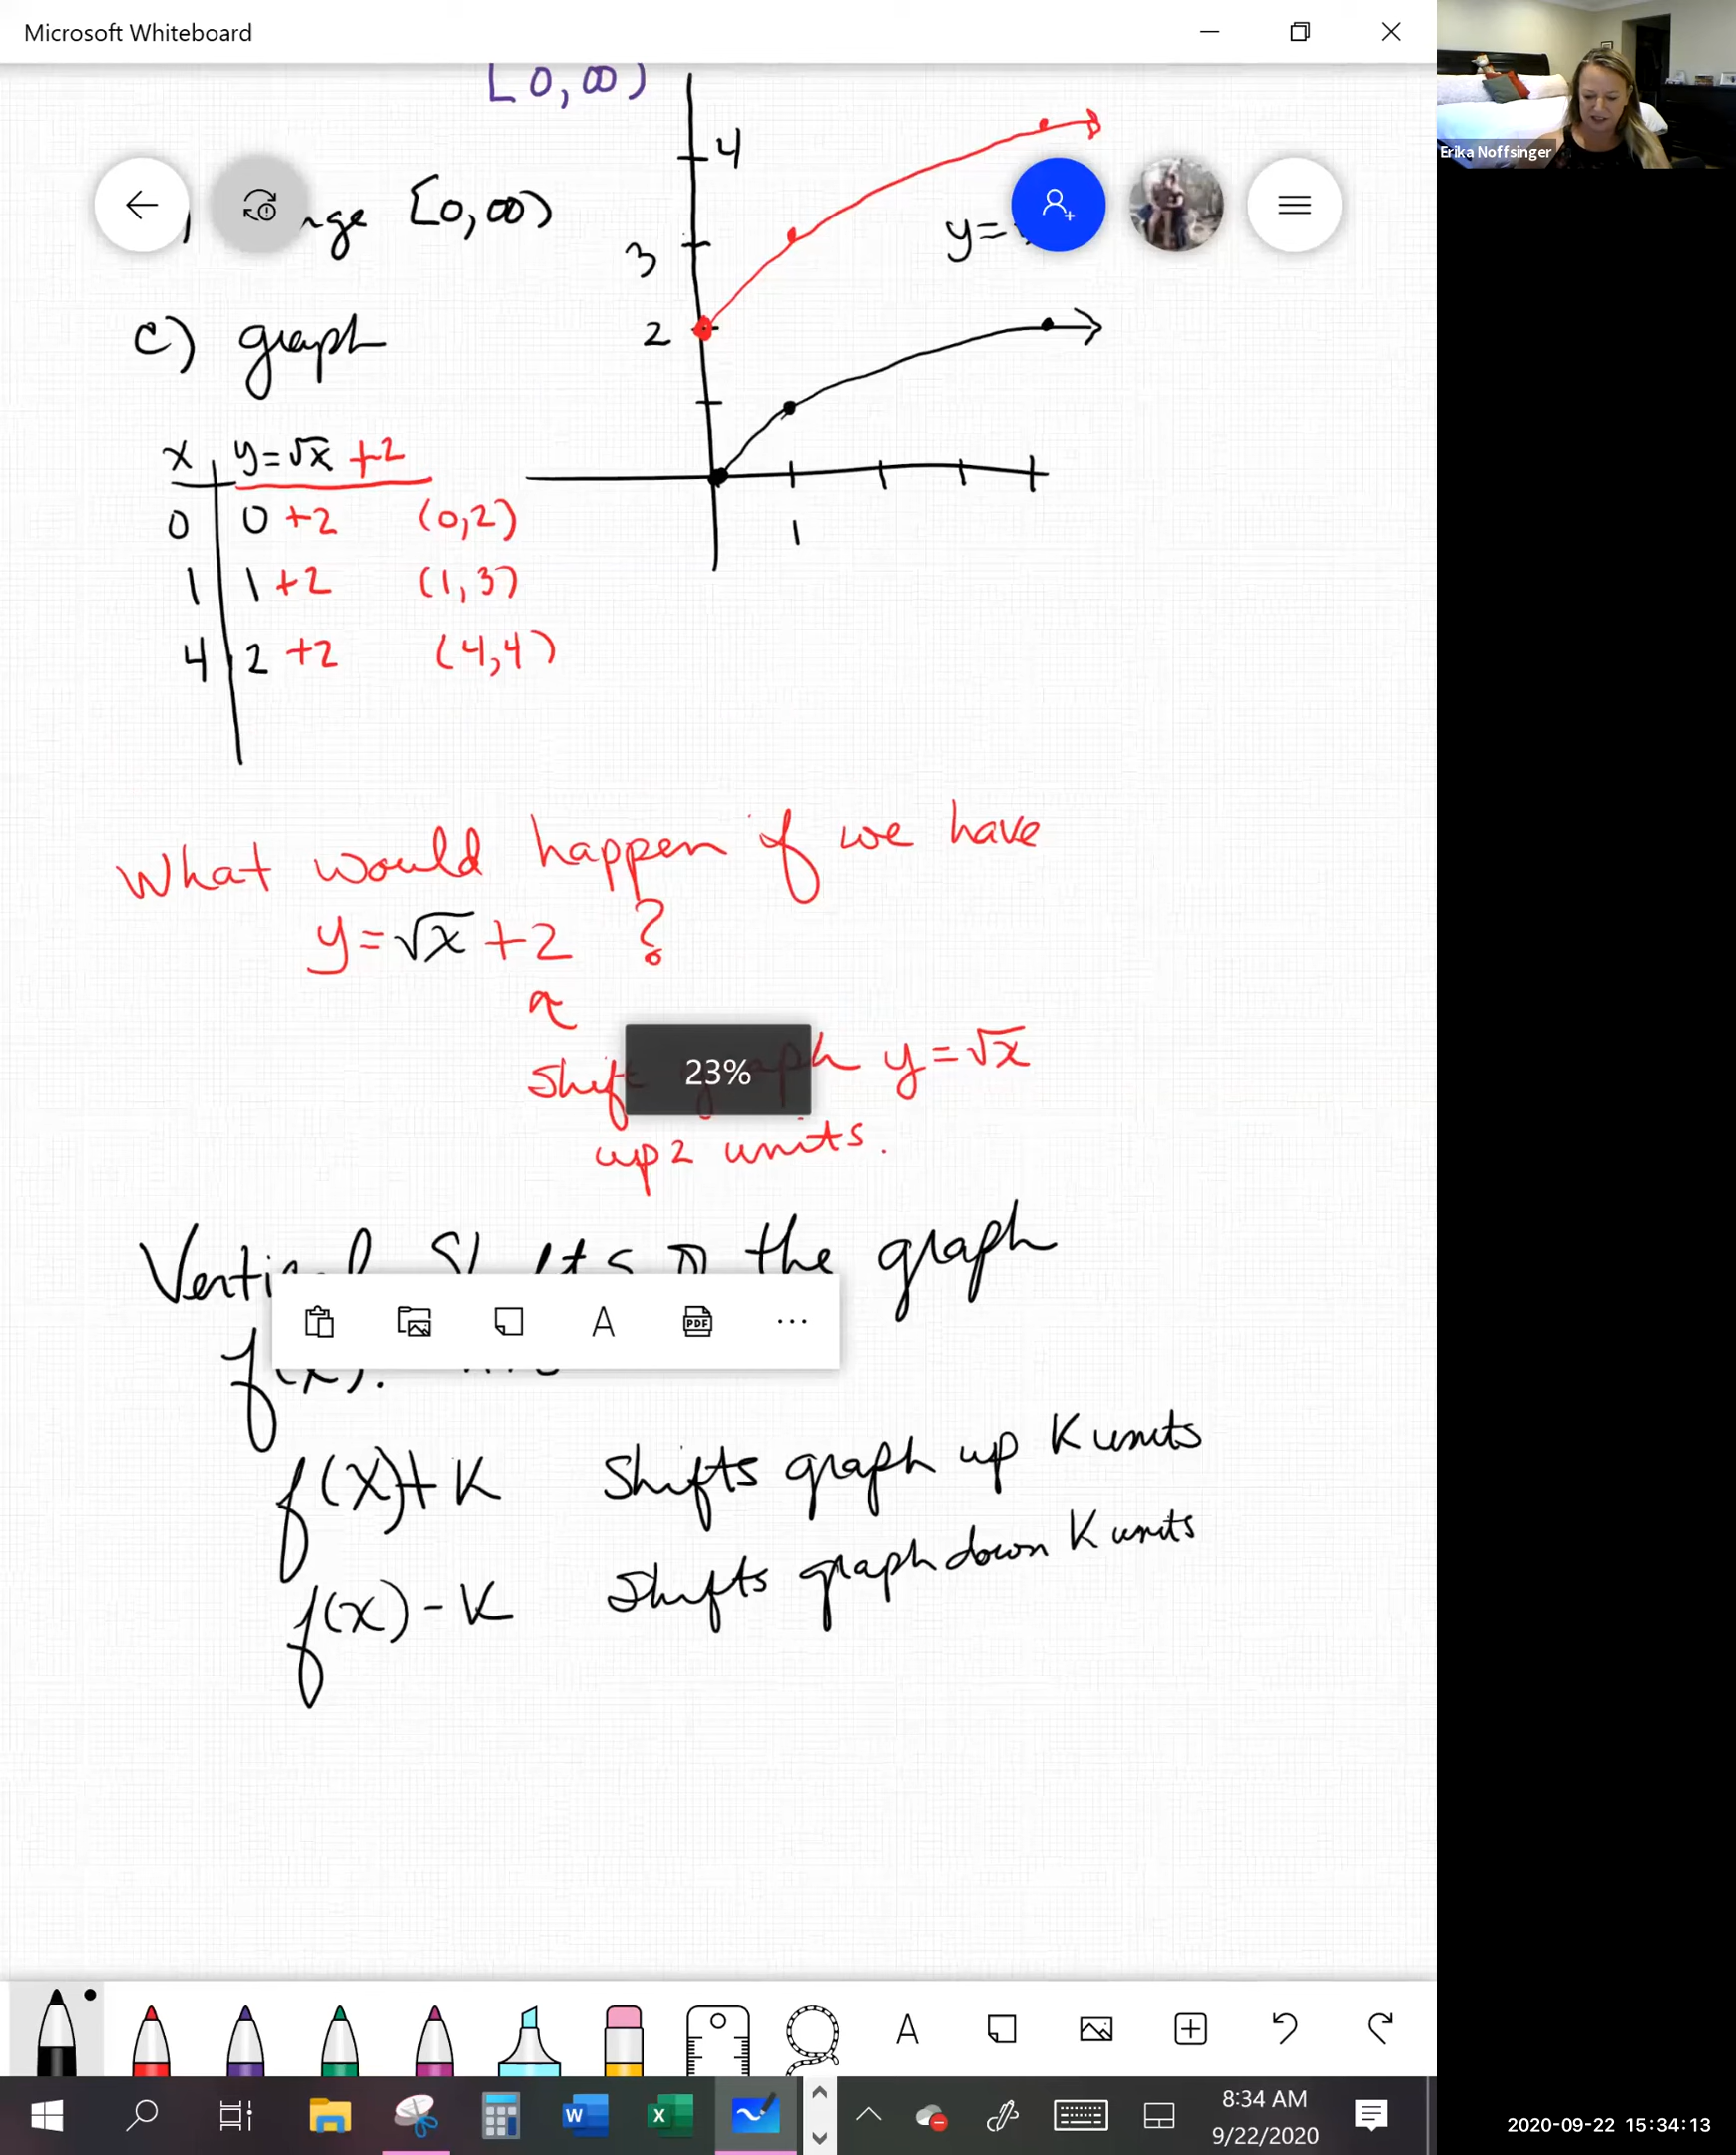 Microsoft Whiteboard
[0,∞)
4
Erika Noffsinger
[0,∞)
y=
3
c) graph
2
x y=√x +2
0 0 +2 (0,2)
1
1 1 +2 (1,3)
4 2 +2 (4,4)
What would happen if we have
y=√x +2 ?
23%
y=√x
up 2 units.
the graph
f(x).
f(x)+K Shifts graph up K units
f(x)-K Shifts graph down K units
8:34 AM
9/22/2020
2020-09-22 15:34:13